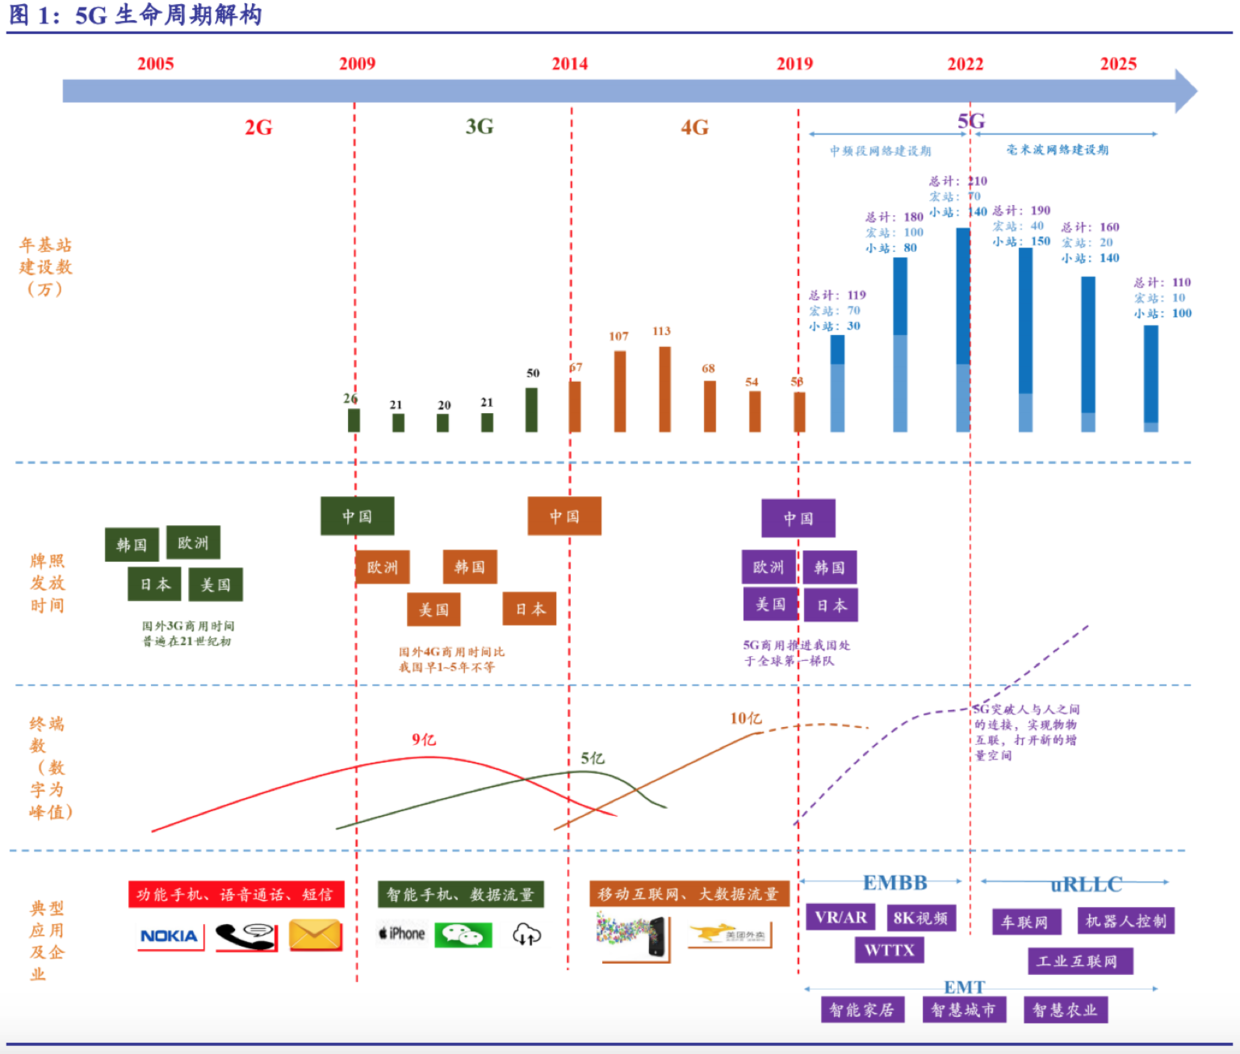 图 1：5G 生命周期解构
2005
2009
2014
2019
2022
2025
2G
3G
4G
5G
中频段网络建设期
毫米波网络建设期
年基站
建设数
（万）
26
21
20
21
50
67
107
113
68
54
53
总计：119
宏站：70
小站：30
总计：180
宏站：100
小站：80
总计：210
宏站：70
小站：140
总计：190
宏站：40
小站：150
总计：160
宏站：20
小站：140
总计：110
宏站：10
小站：100
牌照
发放
时间
韩国
欧洲
日本
美国
国外3G商用时间
普遍在21世纪初
中国
欧洲
韩国
美国
日本
国外4G商用时间比
我国早1~5年不等
中国
中国
欧洲
韩国
美国
日本
5G商用推进我国处
于全球第一梯队
终端
数
（数
字为
峰值）
9亿
5亿
10亿
5G突破人与人之间
的连接，实现物物
互联，打开新的增
量空间
典型
应用
及企
业
功能手机、语音通话、短信
NOKIA
智能手机、数据流量
iPhone
移动互联网、大数据流量
美团外卖
EMBB
VR/AR
8K视频
WTTX
uRLLC
车联网
机器人控制
工业互联网
EMT
智能家居
智慧城市
智慧农业